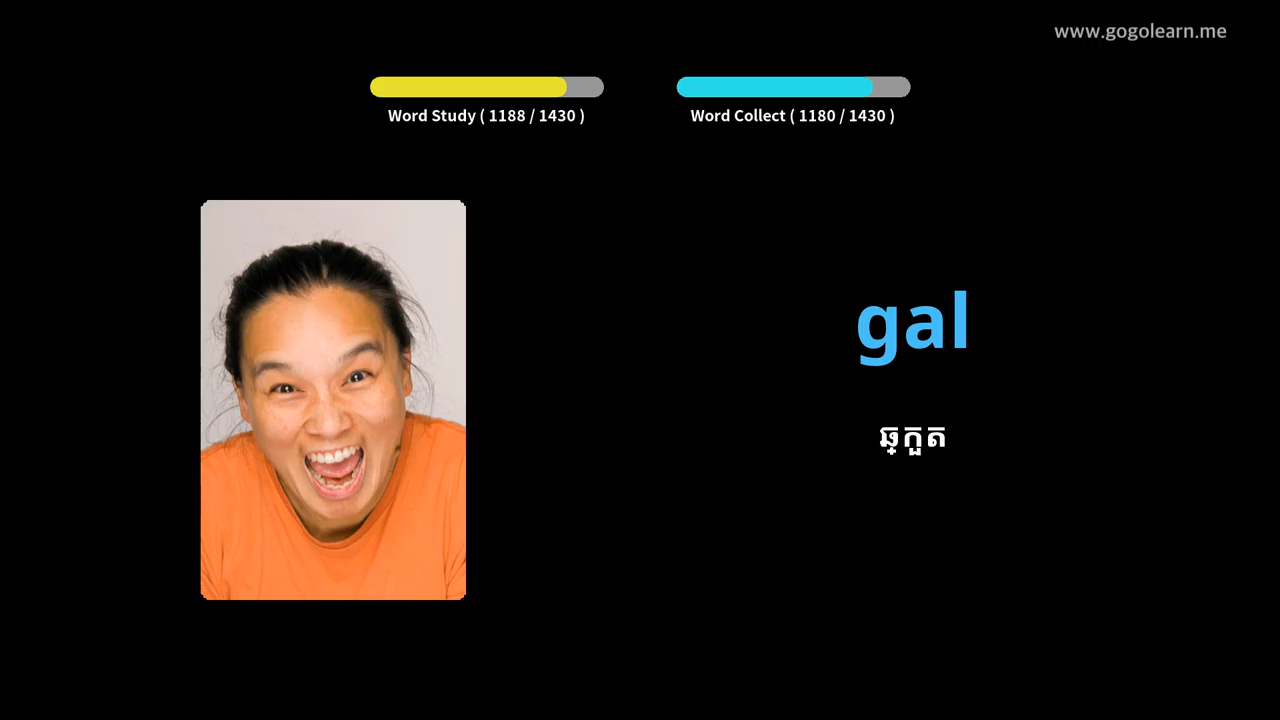 www.gogolearn.me
Word Study ( 1188 / 1430 )
Word Collect ( 1180 / 1430 )
gal
ឆ្កួត